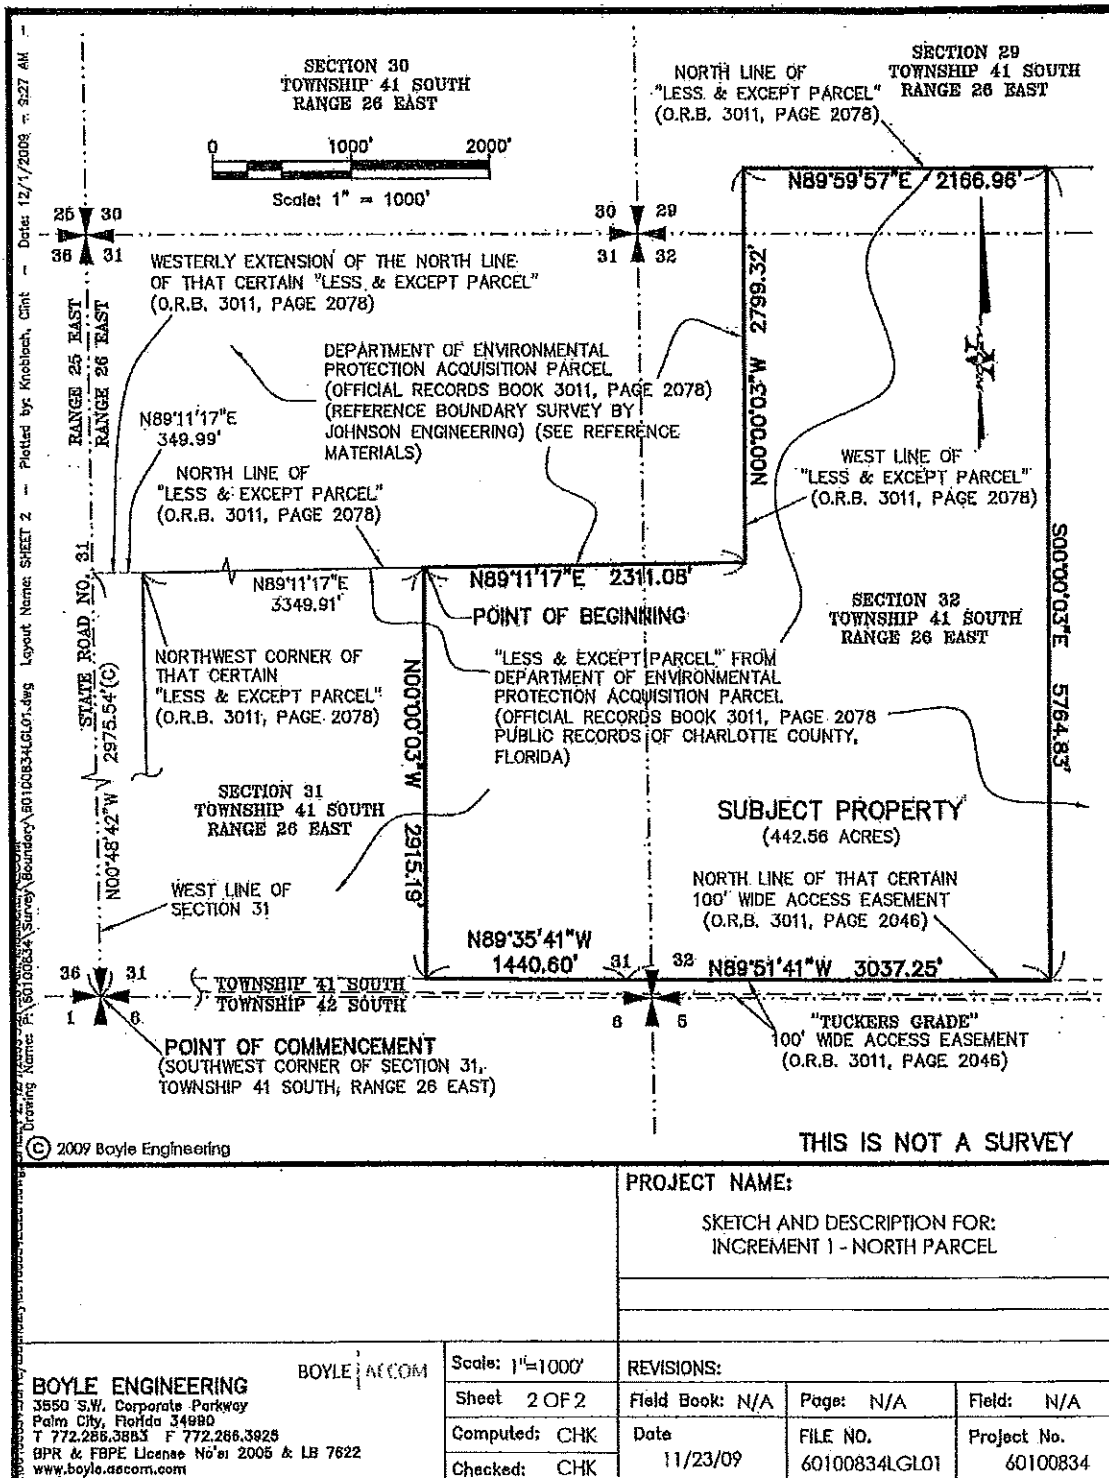 SECTION 30
TOWNSHIP 41 SOUTH
RANGE 26 EAST
0 1000' 2000'
Scale: 1" = 1000'
NORTH LINE OF
"LESS & EXCEPT PARCEL"
(O.R.B. 3011, PAGE 2078)
SECTION 29
TOWNSHIP 41 SOUTH
RANGE 26 EAST
N89°59'57"E 2166.96'
25 30
36 31
30 29
31 32
WESTERLY EXTENSION OF THE NORTH LINE
OF THAT CERTAIN "LESS & EXCEPT PARCEL"
(O.R.B. 3011, PAGE 2078)
RANGE 25 EAST
RANGE 26 EAST
DEPARTMENT OF ENVIRONMENTAL
PROTECTION ACQUISITION PARCEL
(OFFICIAL RECORDS BOOK 3011, PAGE 2078)
(REFERENCE BOUNDARY SURVEY BY
JOHNSON ENGINEERING) (SEE REFERENCE
MATERIALS)
N00°00'03"W 2799.32'
N89°11'17"E
349.99'
NORTH LINE OF
"LESS & EXCEPT PARCEL"
(O.R.B. 3011, PAGE 2078)
WEST LINE OF
"LESS & EXCEPT PARCEL"
(O.R.B. 3011, PAGE 2078)
STATE ROAD NO. 31
N89°11'17"E
3349.91'
N89°11'17"E 2311.08'
POINT OF BEGINNING
SECTION 32
TOWNSHIP 41 SOUTH
RANGE 26 EAST
S00°00'03"E 5764.83'
NORTHWEST CORNER OF
THAT CERTAIN
"LESS & EXCEPT PARCEL"
(O.R.B. 3011, PAGE 2078)
"LESS & EXCEPT PARCEL" FROM
DEPARTMENT OF ENVIRONMENTAL
PROTECTION ACQUISITION PARCEL
(OFFICIAL RECORDS BOOK 3011, PAGE 2078
PUBLIC RECORDS OF CHARLOTTE COUNTY,
FLORIDA)
N00°48'42"W 2975.54'(C)
N00°00'03"W 2915.19'
SECTION 31
TOWNSHIP 41 SOUTH
RANGE 26 EAST
SUBJECT PROPERTY
(442.56 ACRES)
WEST LINE OF
SECTION 31
NORTH LINE OF THAT CERTAIN
100' WIDE ACCESS EASEMENT
(O.R.B. 3011, PAGE 2046)
N89°35'41"W
1440.60'
N89°51'41"W 3037.25'
36 31
1 6
31 32
6 5
TOWNSHIP 41 SOUTH
TOWNSHIP 42 SOUTH
POINT OF COMMENCEMENT
(SOUTHWEST CORNER OF SECTION 31,
TOWNSHIP 41 SOUTH, RANGE 26 EAST)
"TUCKERS GRADE"
100' WIDE ACCESS EASEMENT
(O.R.B. 3011, PAGE 2046)
© 2009 Boyle Engineering
THIS IS NOT A SURVEY
Layout Name: SHEET 2 -- Plotted by: Knobloch, Clint -- Date: 12/1/2009 -- 9:27 AM
PROJECT NAME:
SKETCH AND DESCRIPTION FOR:
INCREMENT 1 - NORTH PARCEL
BOYLE AECOM
BOYLE ENGINEERING
3550 S.W. Corporate Parkway
Palm City, Florida 34990
T 772.286.3883 F 772.286.3925
BPR & FBPE License No's: 2005 & LB 7622
www.boyle.aecom.com
Scale: 1"=1000'
Sheet 2 OF 2
Computed: CHK
Checked: CHK
REVISIONS:
Field Book: N/A
Page: N/A
Field: N/A
Date
11/23/09
FILE NO.
60100834LGL01
Project No.
60100834